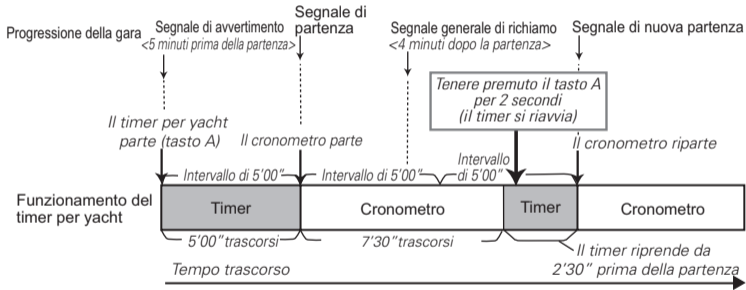 Progressione della gara
Segnale di avvertimento
<5 minuti prima della partenza>
Segnale di
partenza
Segnale generale di richiamo
<4 minuti dopo la partenza>
Segnale di nuova partenza
Tenere premuto il tasto A
per 2 secondi
(il timer si riavvia)
Il timer per yacht
parte (tasto A)
Il cronometro parte
Il cronometro riparte
Intervallo di 5'00"
Intervallo di 5'00"
Intervallo
di 5'00"
Funzionamento del
timer per yacht
Timer
Cronometro
Timer
Cronometro
5'00" trascorsi
7'30" trascorsi
Il timer riprende da
2'30" prima della partenza
Tempo trascorso